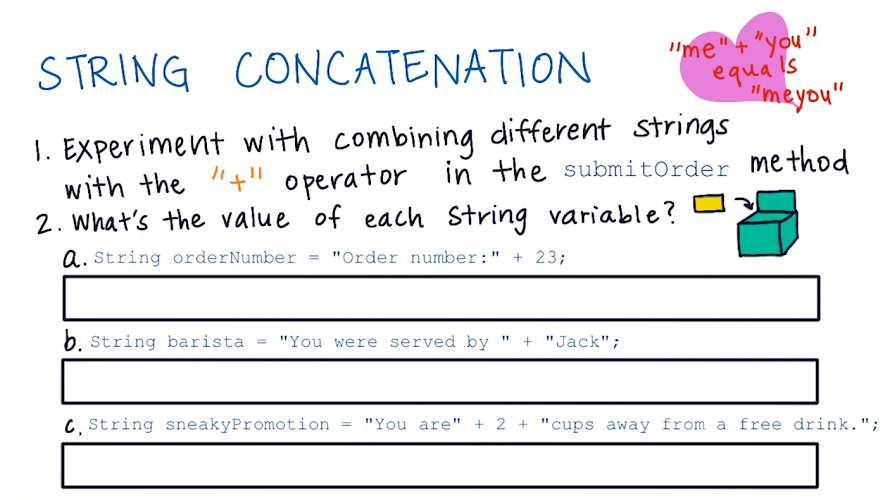 STRING CONCATENATION
"me" + "you"
equals
"meyou"
1. Experiment with combining different strings
with the "+" operator in the submitOrder method
2. What's the value of each String variable?
a. String orderNumber = "Order number:" + 23;
b. String barista = "You were served by " + "Jack";
c. String sneakyPromotion = "You are" + 2 + "cups away from a free drink.";